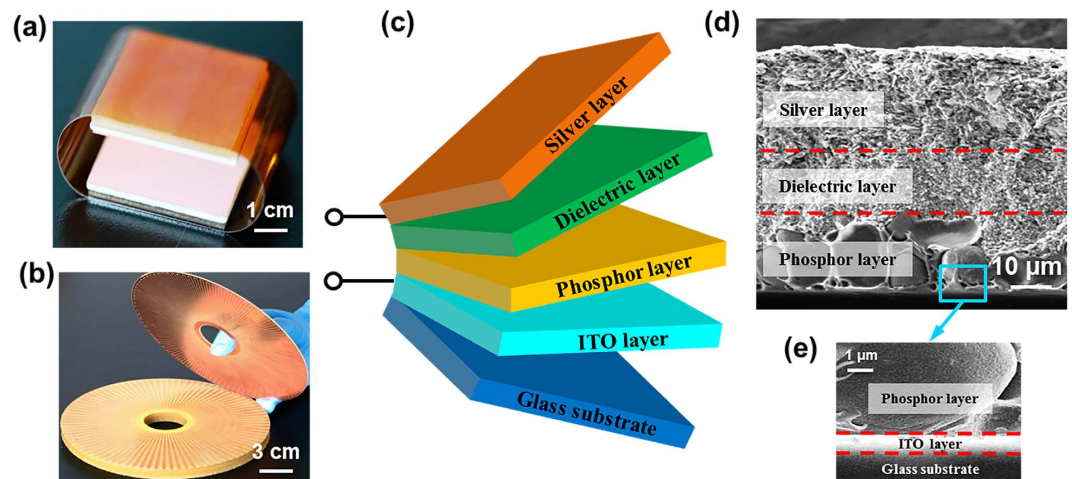 (a)
1 cm
(b)
3 cm
(c)
Silver layer
Dielectric layer
Phosphor layer
ITO layer
Glass substrate
(d)
Silver layer
Dielectric layer
Phosphor layer
10 μm
(e)
1 μm
Phosphor layer
ITO layer
Glass substrate